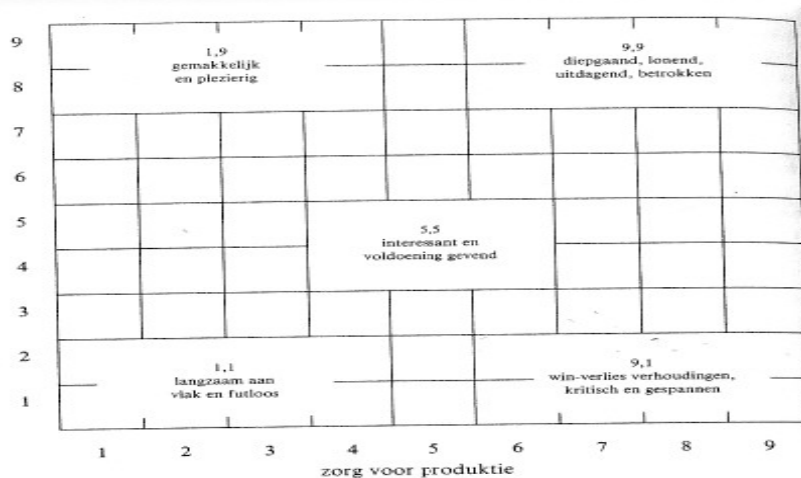 9
8
7
6
5
4
3
2
1
1,9
gemakkelijk
en plezierig
9,9
diepgaand, lonend,
uitdagend, betrokken
5,5
interessant en
voldoening gevend
1,1
langzaam aan
vlak en futloos
9,1
win-verlies verhoudingen,
kritisch en gespannen
1 2 3 4 5 6 7 8 9
zorg voor produktie